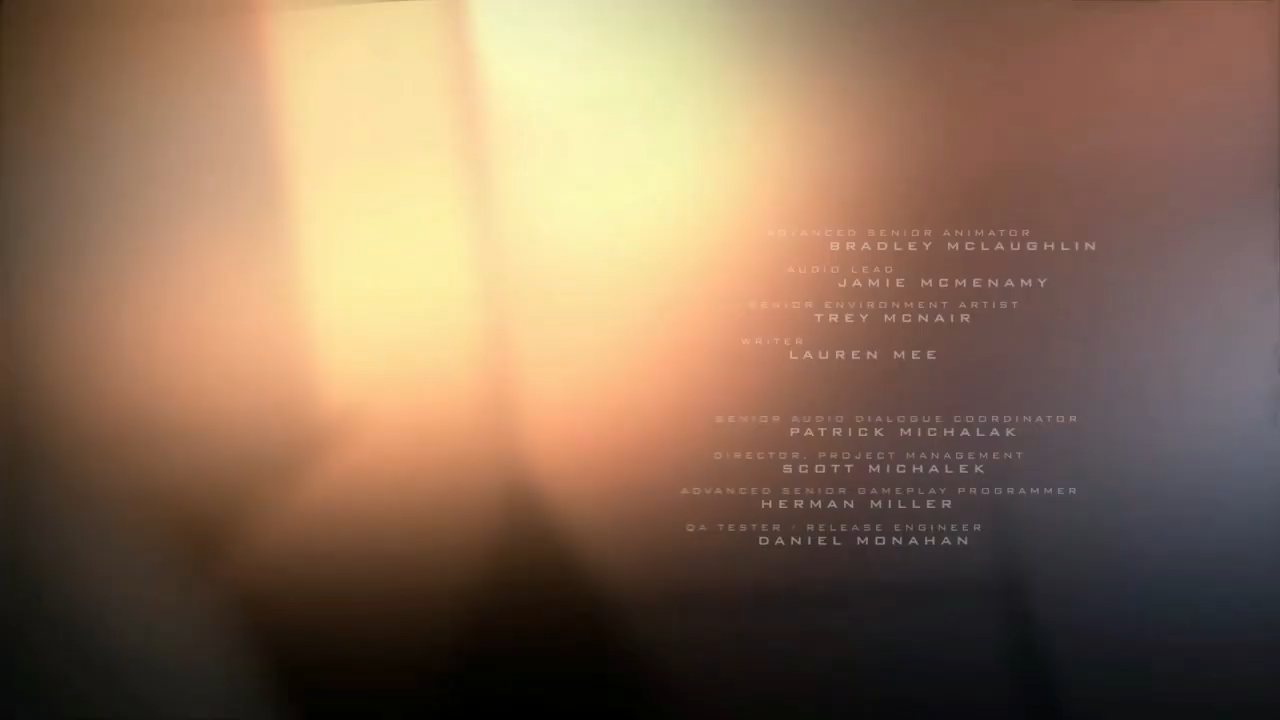 ADVANCED SENIOR ANIMATOR
BRADLEY MCLAUGHLIN
AUDIO LEAD
JAMIE MCMENAMY
SENIOR ENVIRONMENT ARTIST
TREY MCNAIR
WRITER
LAUREN MEE
SENIOR AUDIO DIALOGUE COORDINATOR
PATRICK MICHALAK
DIRECTOR, PROJECT MANAGEMENT
SCOTT MICHALEK
ADVANCED SENIOR GAMEPLAY PROGRAMMER
HERMAN MILLER
QA TESTER / RELEASE ENGINEER
DANIEL MONAHAN